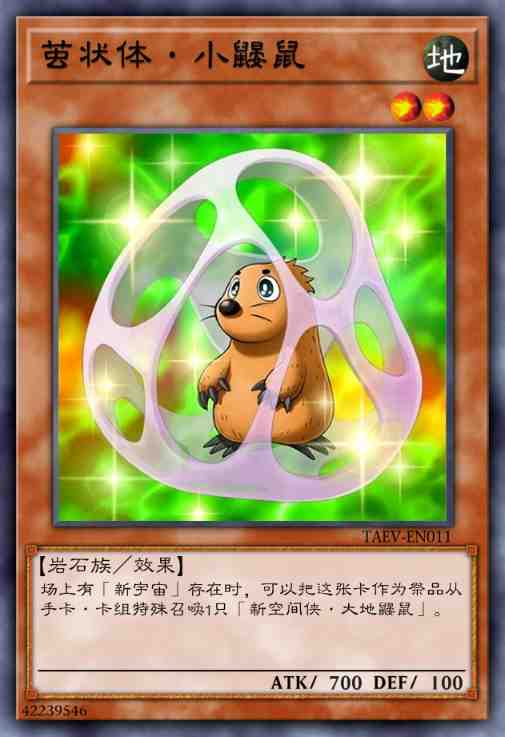 茧状体·小鼹鼠
地
TAEV-EN011
【岩石族／效果】
场上有「新宇宙」存在时，可以把这张卡作为祭品从
手卡·卡组特殊召唤1只「新空间侠·大地鼹鼠」。
ATK/ 700 DEF/ 100
42239546